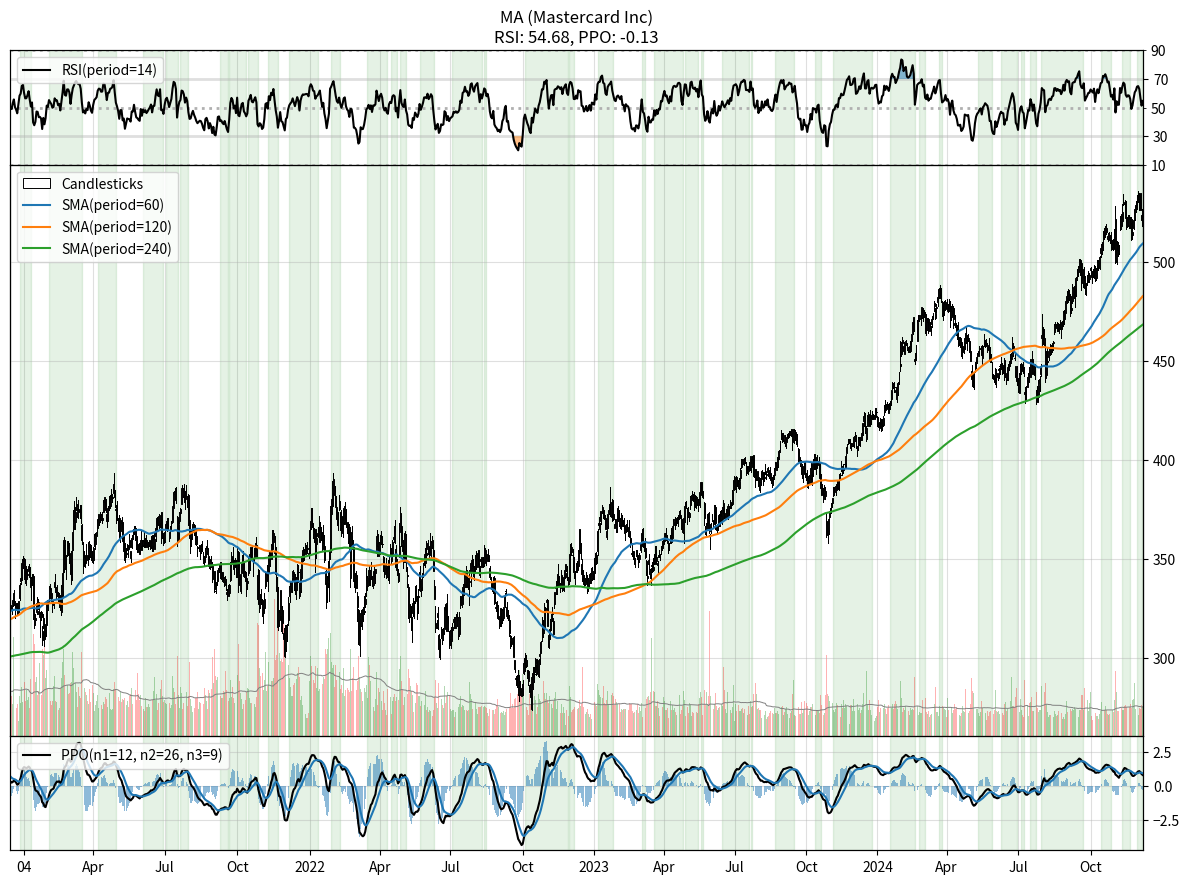 MA (Mastercard Inc)
RSI: 54.68, PPO: -0.13
RSI(period=14)
90
70
50
30
10
Candlesticks
SMA(period=60)
SMA(period=120)
SMA(period=240)
500
450
400
350
300
PPO(n1=12, n2=26, n3=9)
2.5
0.0
−2.5
04 Apr Jul Oct 2022 Apr Jul Oct 2023 Apr Jul Oct 2024 Apr Jul Oct